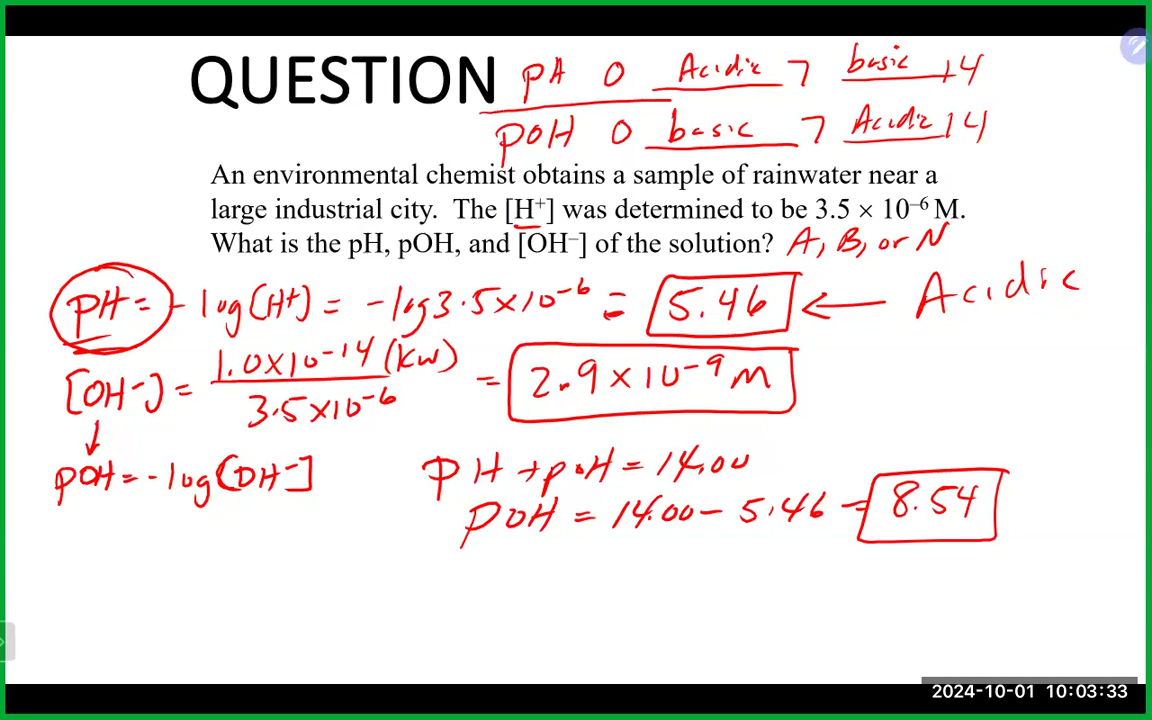 QUESTION
pH 0 Acidic 7 basic 14
pOH 0 basic 7 Acidic 14
An environmental chemist obtains a sample of rainwater near a
large industrial city. The [H⁺] was determined to be 3.5 × 10⁻⁶ M.
What is the pH, pOH, and [OH⁻] of the solution? A, B, or N
pH = -log[H+] = -log3.5×10⁻⁶ = 5.46 ← Acidic
[OH-] = 1.0×10⁻¹⁴ (Kw)
3.5×10⁻⁶
= 2.9×10⁻⁹ M
pOH = -log[OH-]
pH + pOH = 14.00
pOH = 14.00 - 5.46 = 8.54
2024-10-01 10:03:33